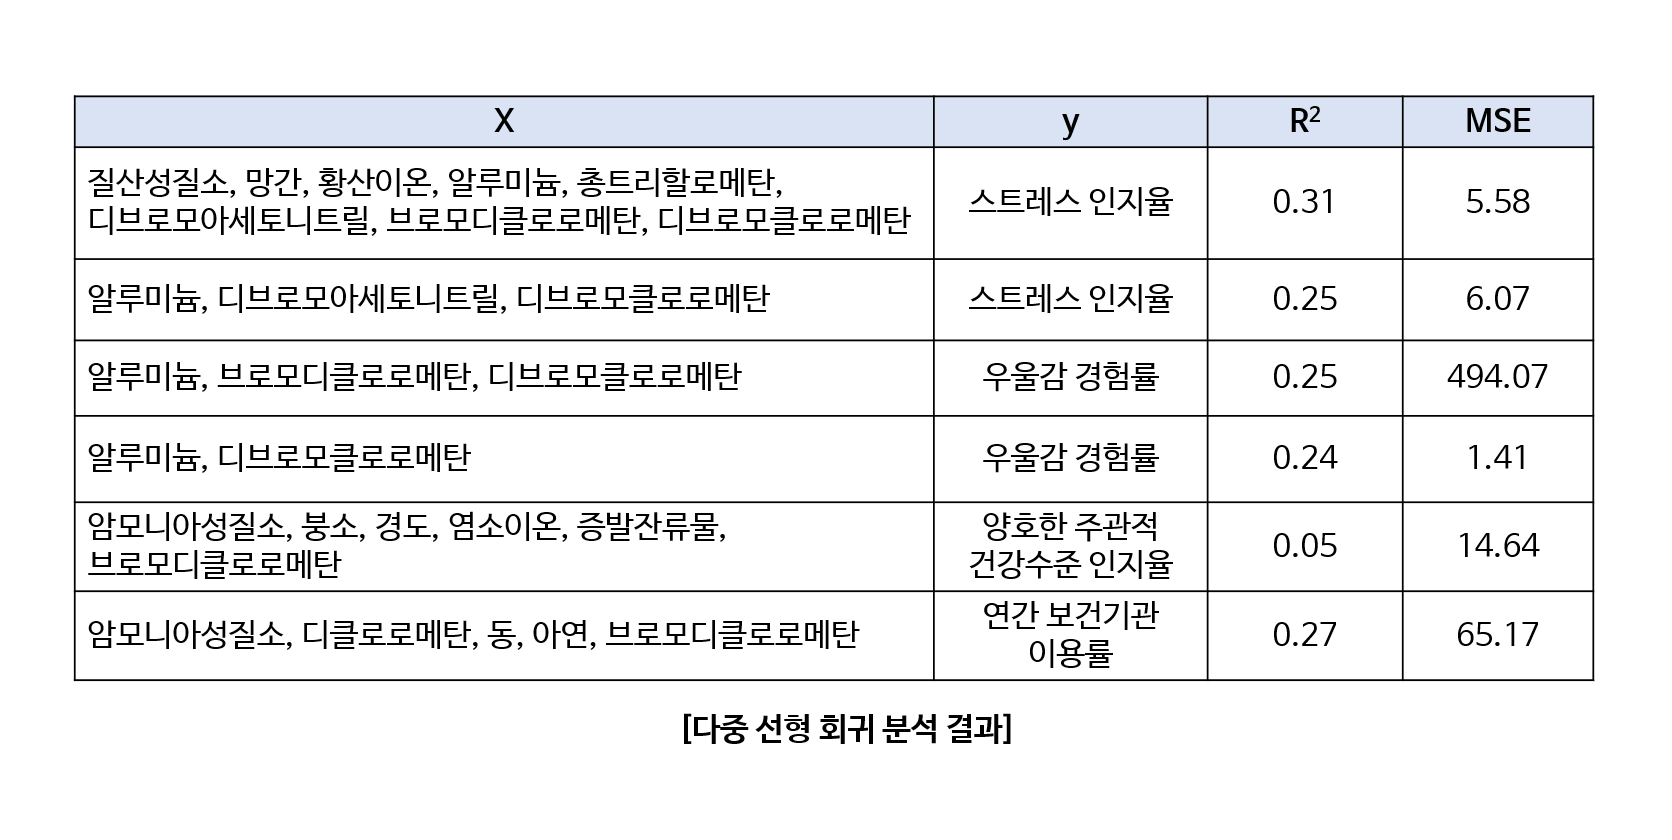 X y R² MSE
질산성질소, 망간, 황산이온, 알루미늄, 총트리할로메탄,
디브로모아세토니트릴, 브로모디클로로메탄, 디브로모클로로메탄
스트레스 인지율 0.31 5.58
알루미늄, 디브로모아세토니트릴, 디브로모클로로메탄 스트레스 인지율 0.25 6.07
알루미늄, 브로모디클로로메탄, 디브로모클로로메탄 우울감 경험률 0.25 494.07
알루미늄, 디브로모클로로메탄 우울감 경험률 0.24 1.41
암모니아성질소, 붕소, 경도, 염소이온, 증발잔류물,
브로모디클로로메탄
양호한 주관적
건강수준 인지율
0.05 14.64
암모니아성질소, 디클로로메탄, 동, 아연, 브로모디클로로메탄
연간 보건기관
이용률
0.27 65.17
[다중 선형 회귀 분석 결과]